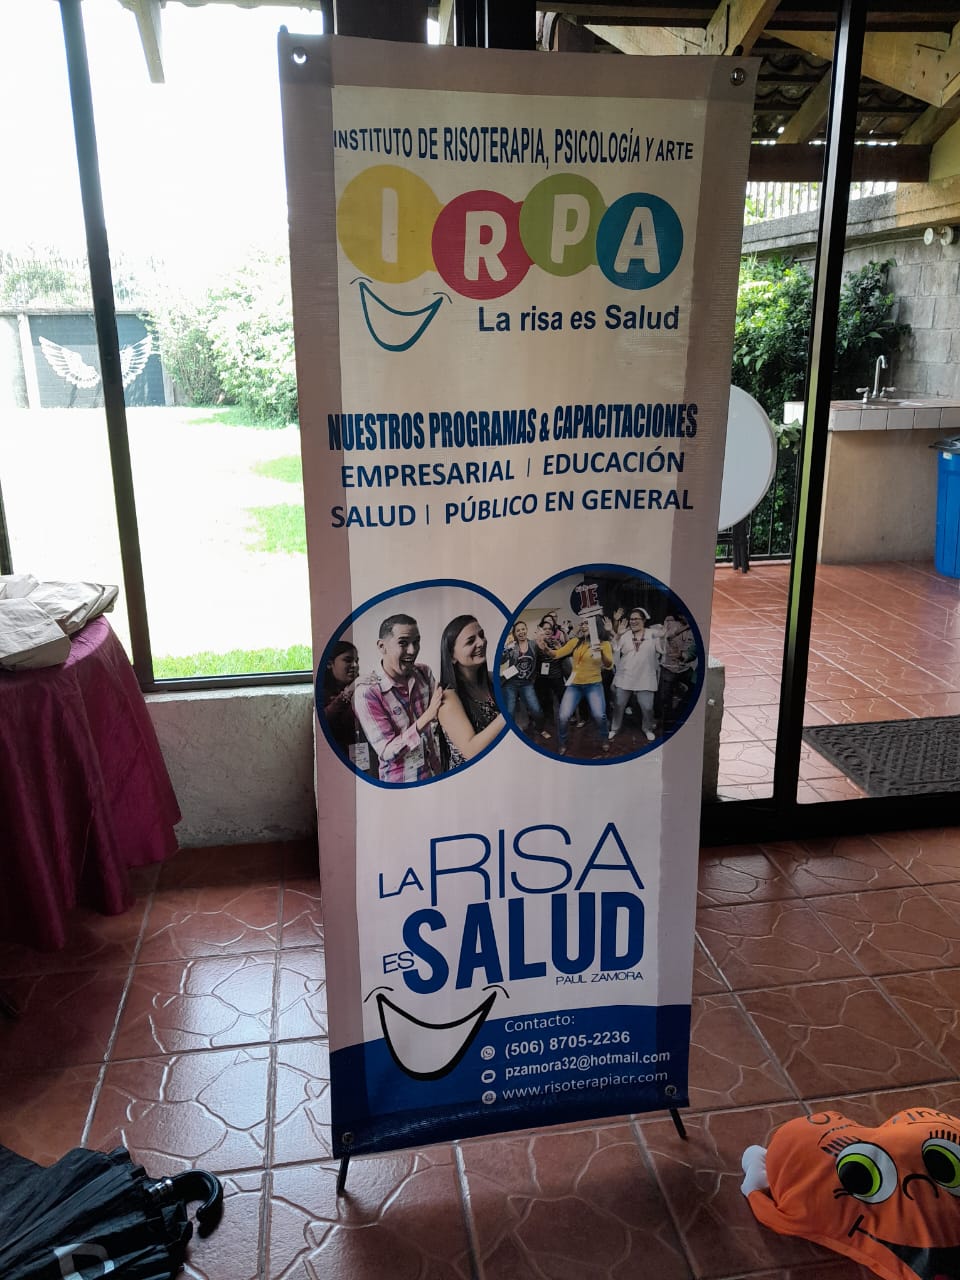 INSTITUTO DE RISOTERAPIA, PSICOLOGÍA Y ARTE
IRPA
La risa es Salud
NUESTROS PROGRAMAS & CAPACITACIONES
EMPRESARIAL | EDUCACIÓN
SALUD | PÚBLICO EN GENERAL
LA RISA
ES SALUD
PAUL ZAMORA
Contacto:
(506) 8705-2236
pzamora32@hotmail.com
www.risoterapiacr.com